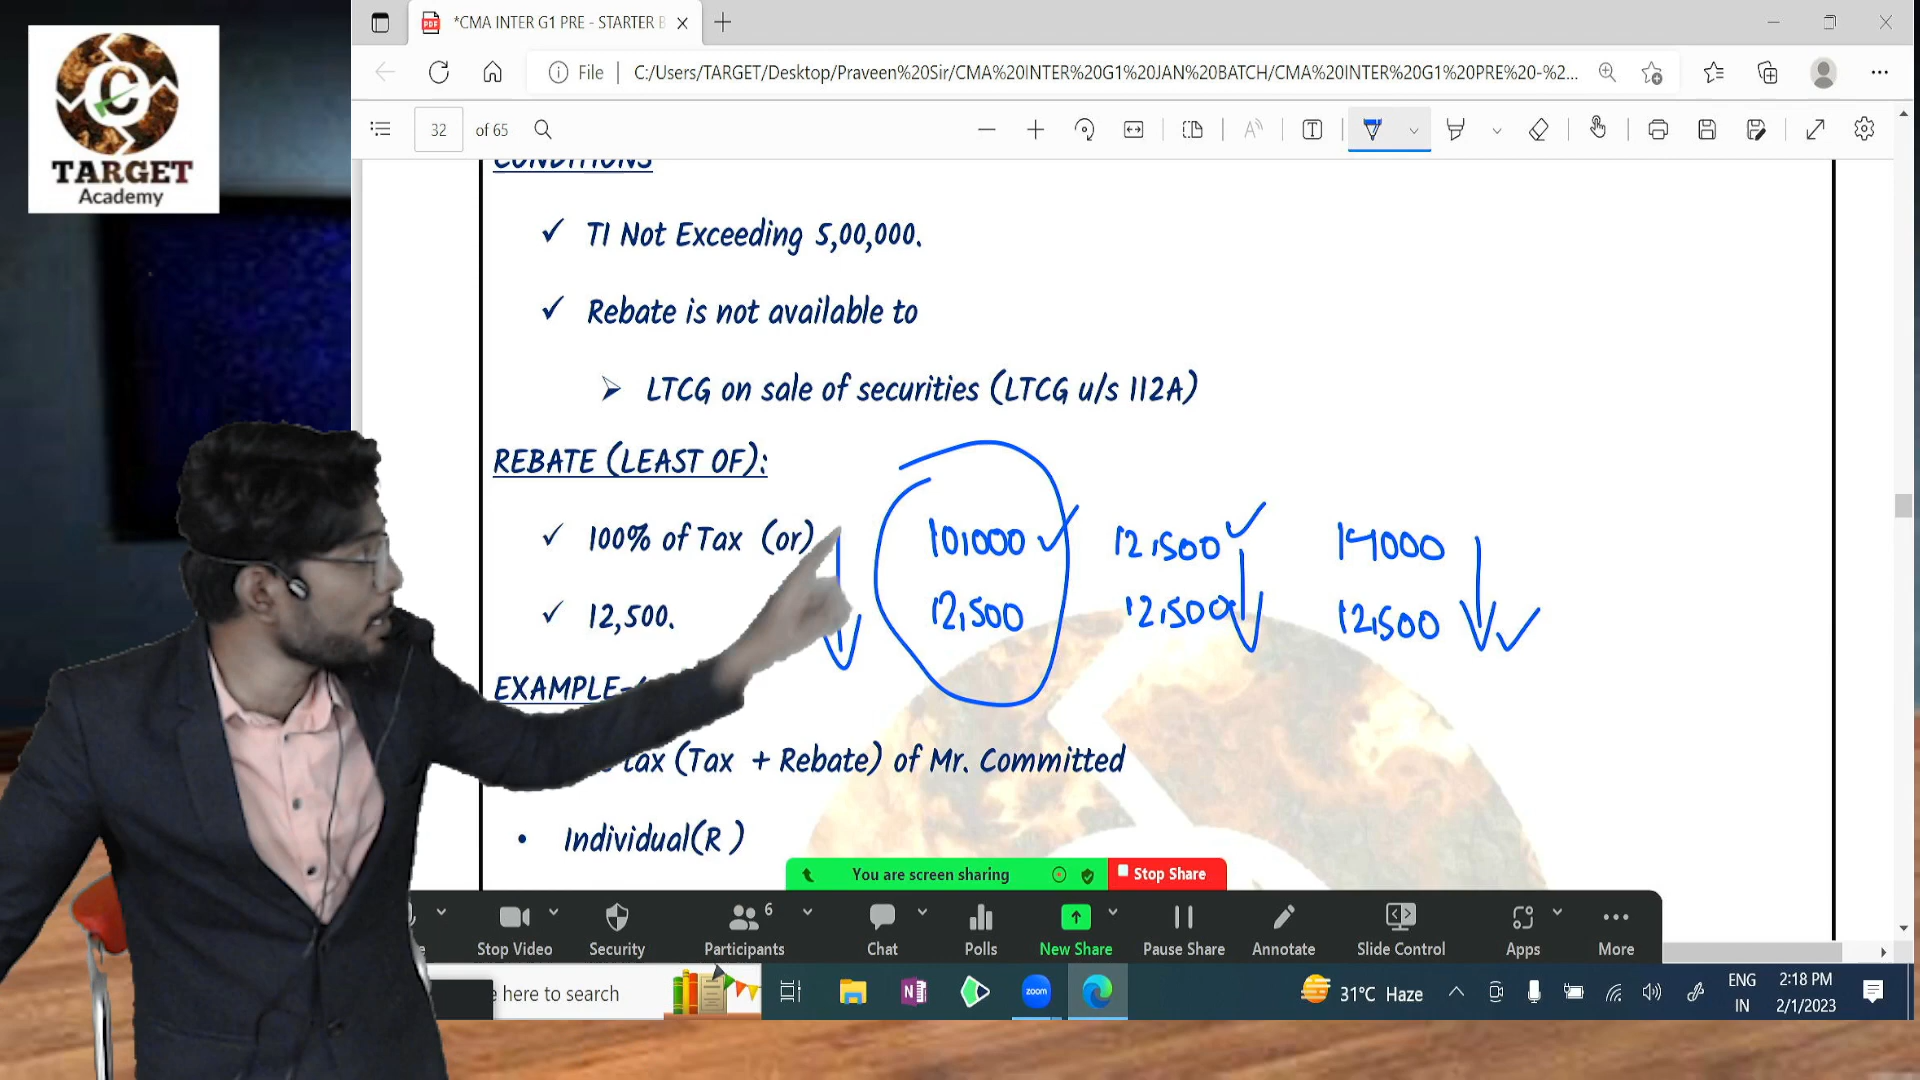 *CMA INTER G1 PRE - STARTER B
TARGET
Academy
File
C:/Users/TARGET/Desktop/Praveen%20Sir/CMA%20INTER%20G1%20JAN%20BATCH/CMA%20INTER%20G1%20PRE%20-%2...
32 of 65
CONDITIONS
✓ TI Not Exceeding 5,00,000.
✓ Rebate is not available to
➢ LTCG on sale of securities (LTCG u/s 112A)
REBATE (LEAST OF):
✓ 100% of Tax (or) 10,000 ✓ 12,500 ✓ 14000
✓ 12,500. 12,500 12,500 12,500 ✓
EXAMPLE-
tax (Tax + Rebate) of Mr. Committed
• Individual(R )
You are screen sharing
Stop Share
6
Stop Video Security Participants Chat Polls New Share Pause Share Annotate Slide Control Apps More
e here to search
zoom
31°C Haze
ENG
IN
2:18 PM
2/1/2023